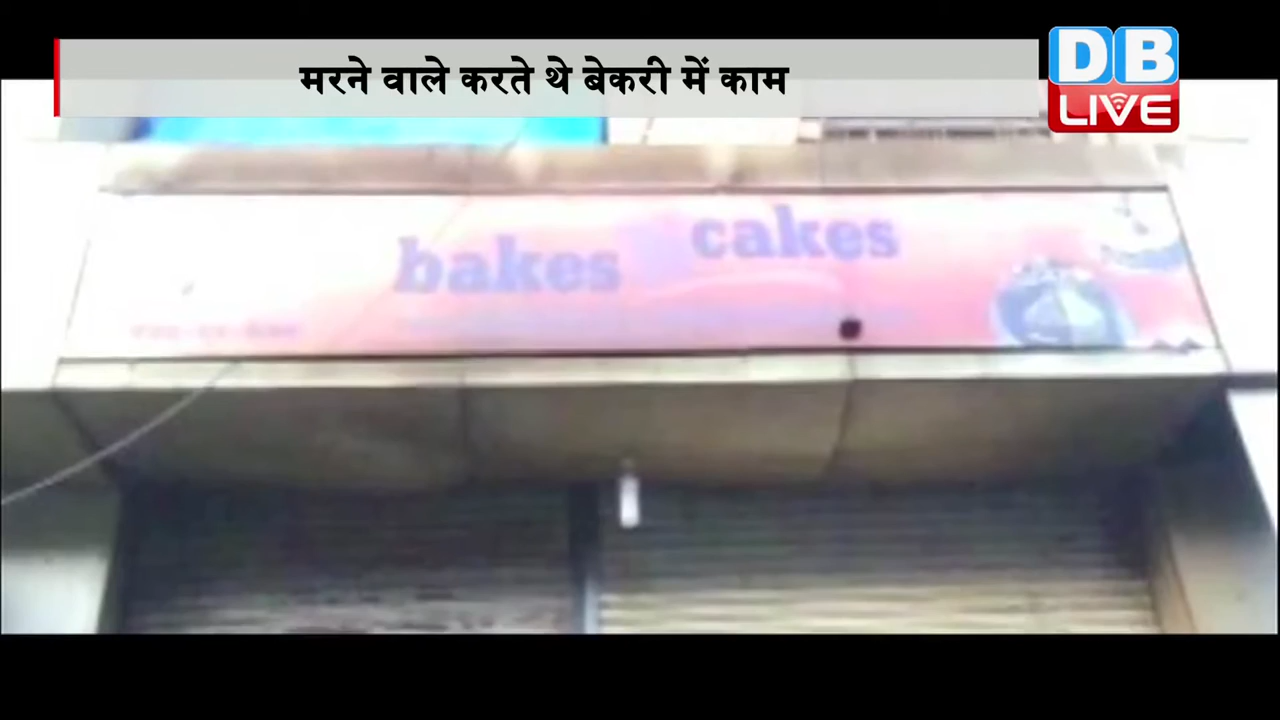 मरने वाले करते थे बेकरी में काम
DB
LIVE
bakes cakes